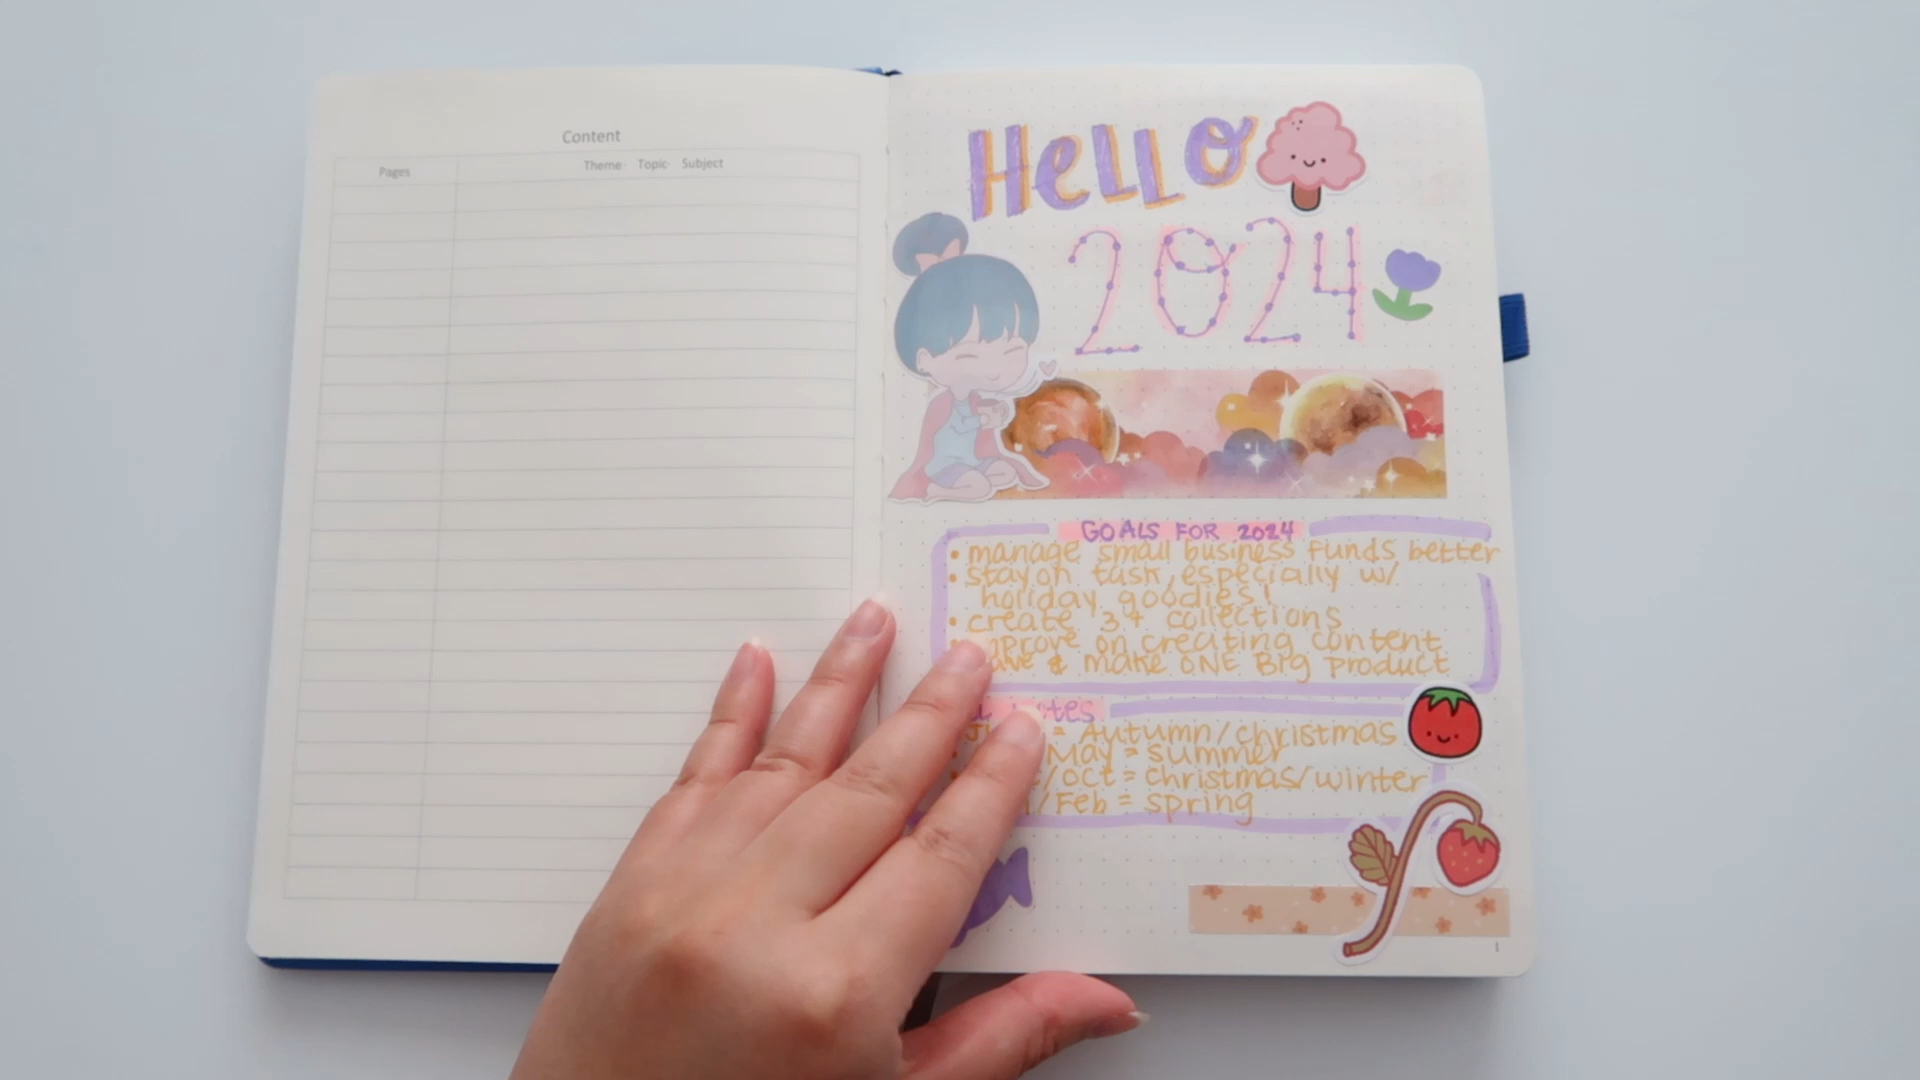 Content
Pages
Theme· Topic· Subject
HELLO
2024
GOALS FOR 2024
• manage small business funds better
• stay on task, especially w/
holiday goodies!
• create 3+ collections
on creating content
& make ONE Big product
= Autumn/christmas
May = summer
/oct = christmas/winter
/Feb = spring
1